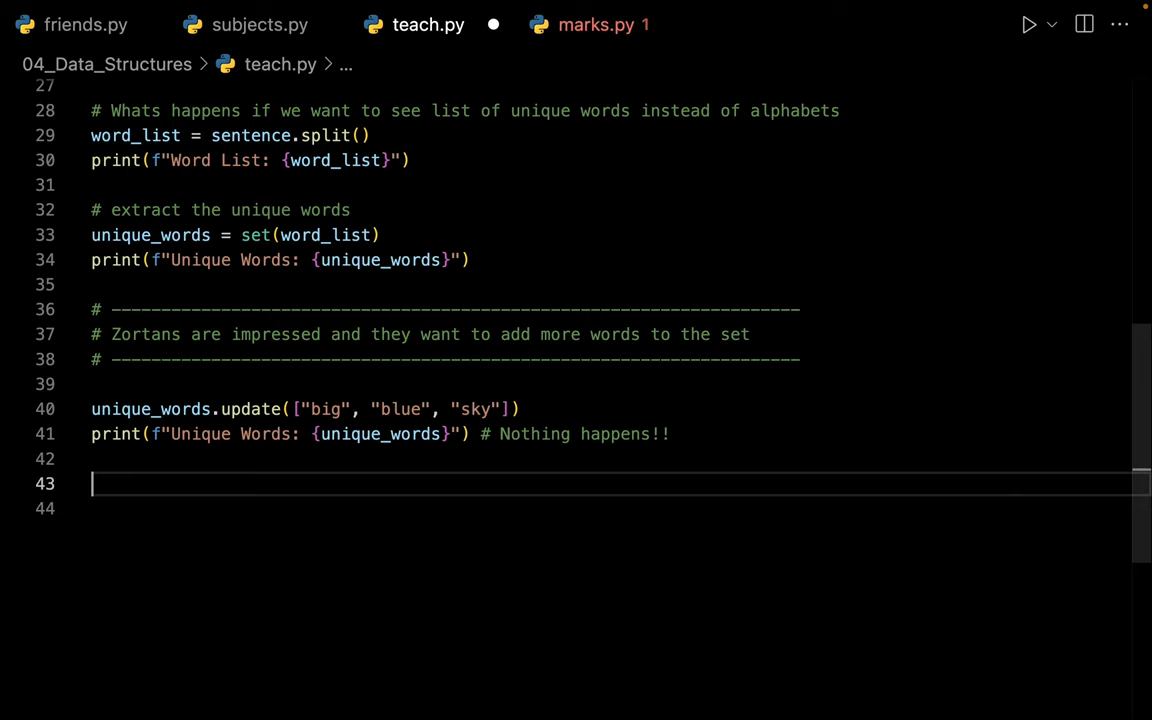 friends.py subjects.py teach.py marks.py 1
04_Data_Structures > teach.py > ...
27
28 # Whats happens if we want to see list of unique words instead of alphabets
29 word_list = sentence.split()
30 print(f"Word List: {word_list}")
31
32 # extract the unique words
33 unique_words = set(word_list)
34 print(f"Unique Words: {unique_words}")
35
36 # ---------------------------------------------------------------------
37 # Zortans are impressed and they want to add more words to the set
38 # ---------------------------------------------------------------------
39
40 unique_words.update(["big", "blue", "sky"])
41 print(f"Unique Words: {unique_words}") # Nothing happens!!
42
43
44